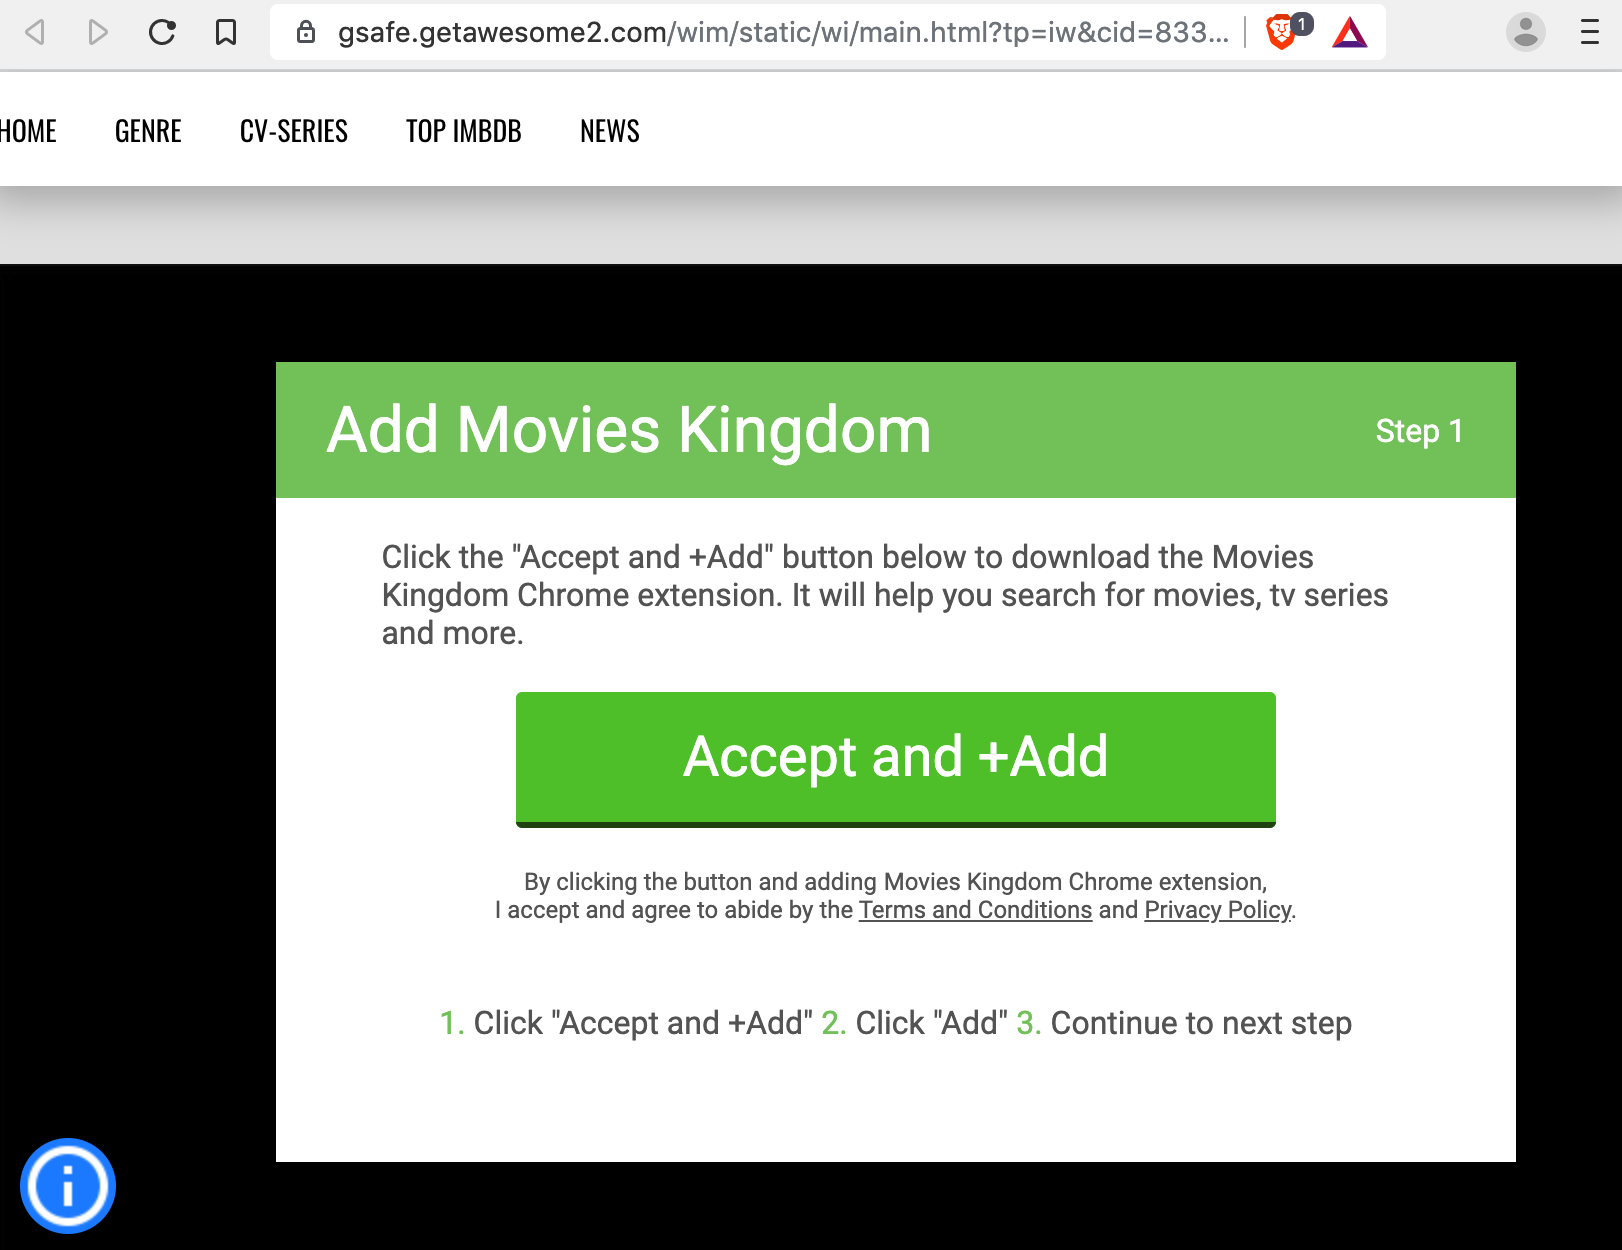 gsafe.getawesome2.com/wim/static/wi/main.html?tp=iw&cid=833...
1
HOME GENRE CV-SERIES TOP IMBDB NEWS
Add Movies Kingdom
Step 1
Click the "Accept and +Add" button below to download the Movies
Kingdom Chrome extension. It will help you search for movies, tv series
and more.
Accept and +Add
By clicking the button and adding Movies Kingdom Chrome extension,
I accept and agree to abide by the Terms and Conditions and Privacy Policy.
1. Click "Accept and +Add" 2. Click "Add" 3. Continue to next step